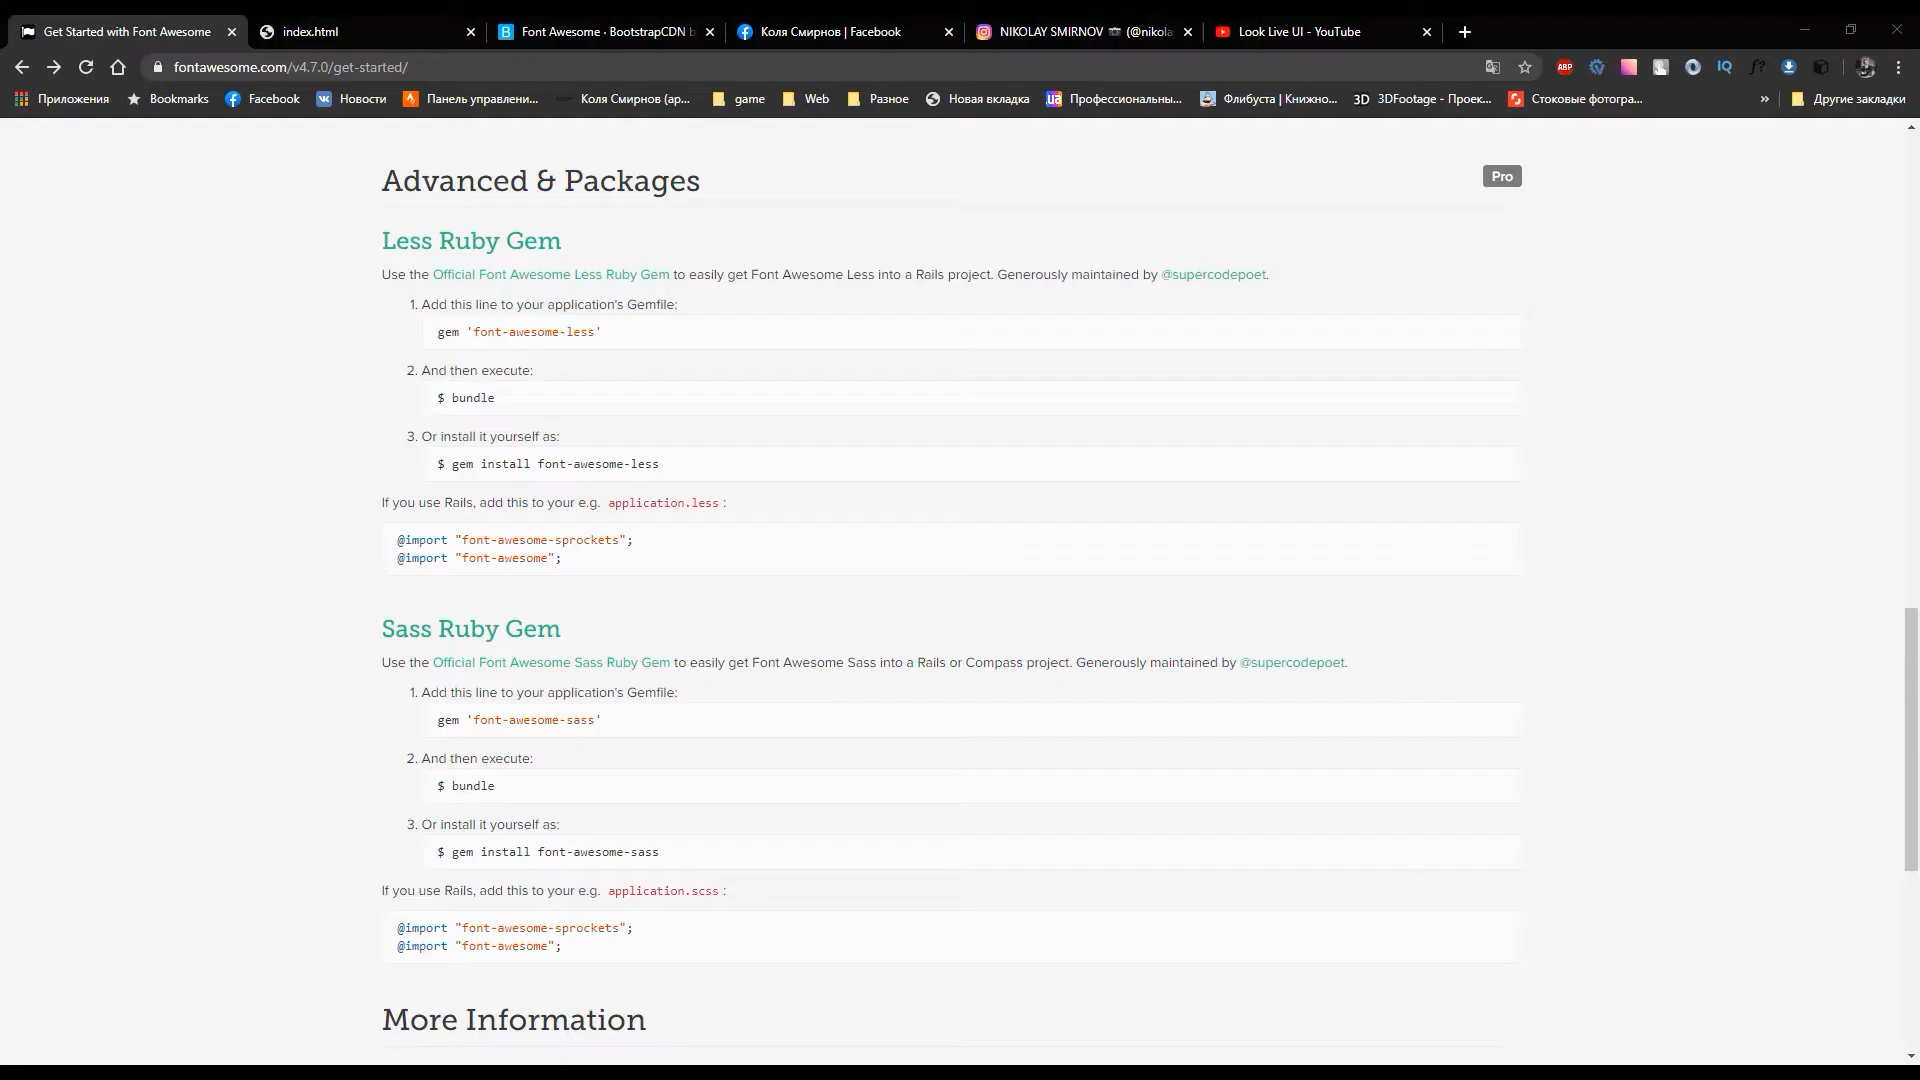 Get Started with Font Awesome
index.html
Font Awesome · BootstrapCDN b
Коля Смирнов | Facebook
NIKOLAY SMIRNOV 📷 (@nikola
Look Live UI - YouTube
fontawesome.com/v4.7.0/get-started/
ABP
IQ
f?
Приложения
Bookmarks
Facebook
Новости
Панель управлени...
Коля Смирнов (ap...
game
Web
Разное
Новая вкладка
Профессиональны...
Флибуста | Книжно...
3D 3DFootage - Проек...
Стоковые фотогра...
»
Другие закладки
Advanced & Packages
Pro
Less Ruby Gem
Use the Official Font Awesome Less Ruby Gem to easily get Font Awesome Less into a Rails project. Generously maintained by @supercodepoet.
1. Add this line to your application's Gemfile:
gem 'font-awesome-less'
2. And then execute:
$ bundle
3. Or install it yourself as:
$ gem install font-awesome-less
If you use Rails, add this to your e.g. application.less :
@import "font-awesome-sprockets";
@import "font-awesome";
Sass Ruby Gem
Use the Official Font Awesome Sass Ruby Gem to easily get Font Awesome Sass into a Rails or Compass project. Generously maintained by @supercodepoet.
1. Add this line to your application's Gemfile:
gem 'font-awesome-sass'
2. And then execute:
$ bundle
3. Or install it yourself as:
$ gem install font-awesome-sass
If you use Rails, add this to your e.g. application.scss :
@import "font-awesome-sprockets";
@import "font-awesome";
More Information